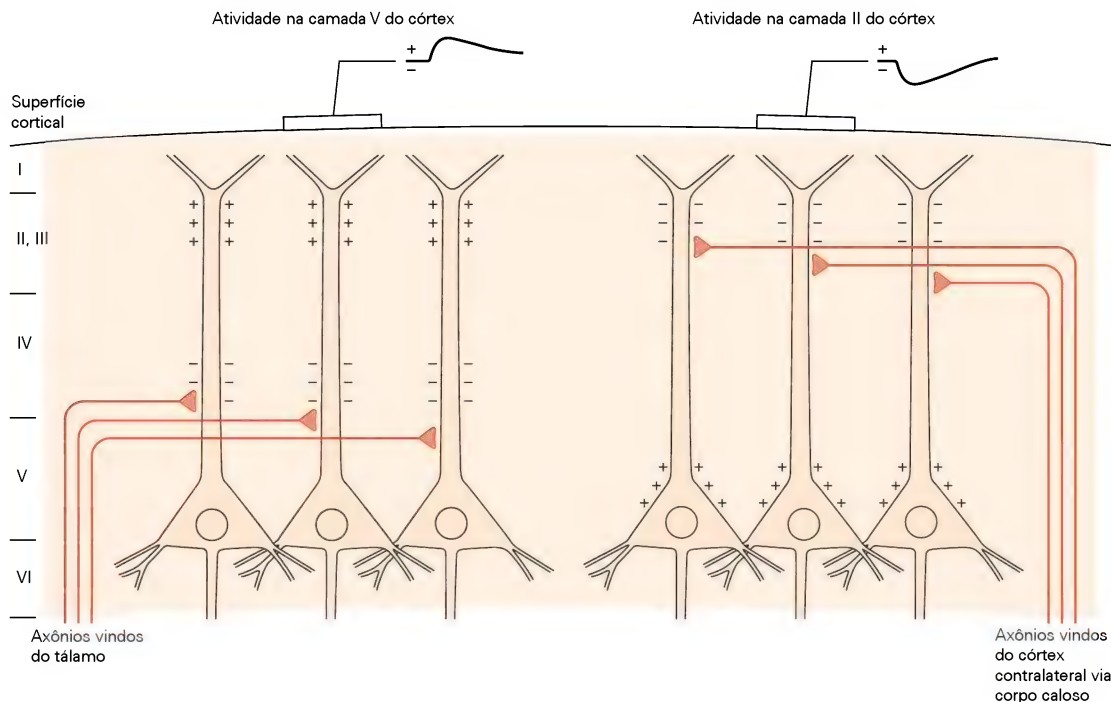 Atividade na camada V do córtex
Atividade na camada II do córtex
+
–
+
–
Superfície
cortical
I
II, III
IV
V
VI
+ + + + + +
+ + + + + +
+ + + + + +
– – – – – –
– – – – – –
– – – – – –
– – – – – –
– – – – – –
– – – – – –
+ + + + + +
+ + + + + +
+ + + + + +
Axônios vindos
do tálamo
Axônios vindos
do córtex
contralateral via
corpo caloso